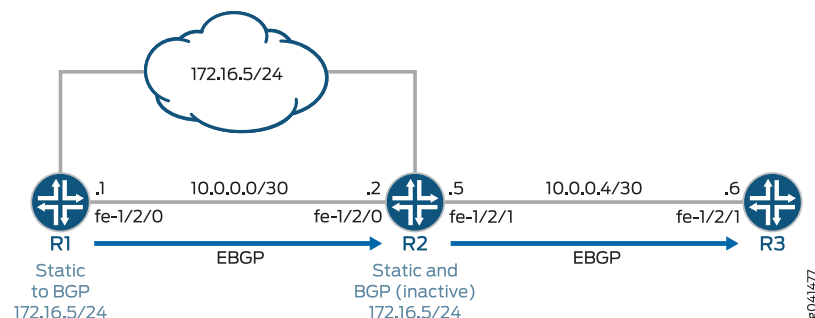 172.16.5/24
.1
10.0.0.0/30
.2
.5
10.0.0.4/30
.6
fe-1/2/0
fe-1/2/0
fe-1/2/1
fe-1/2/1
R1
EBGP
R2
EBGP
R3
Static
to BGP
172.16.5/24
Static and
BGP (inactive)
172.16.5/24
g041477